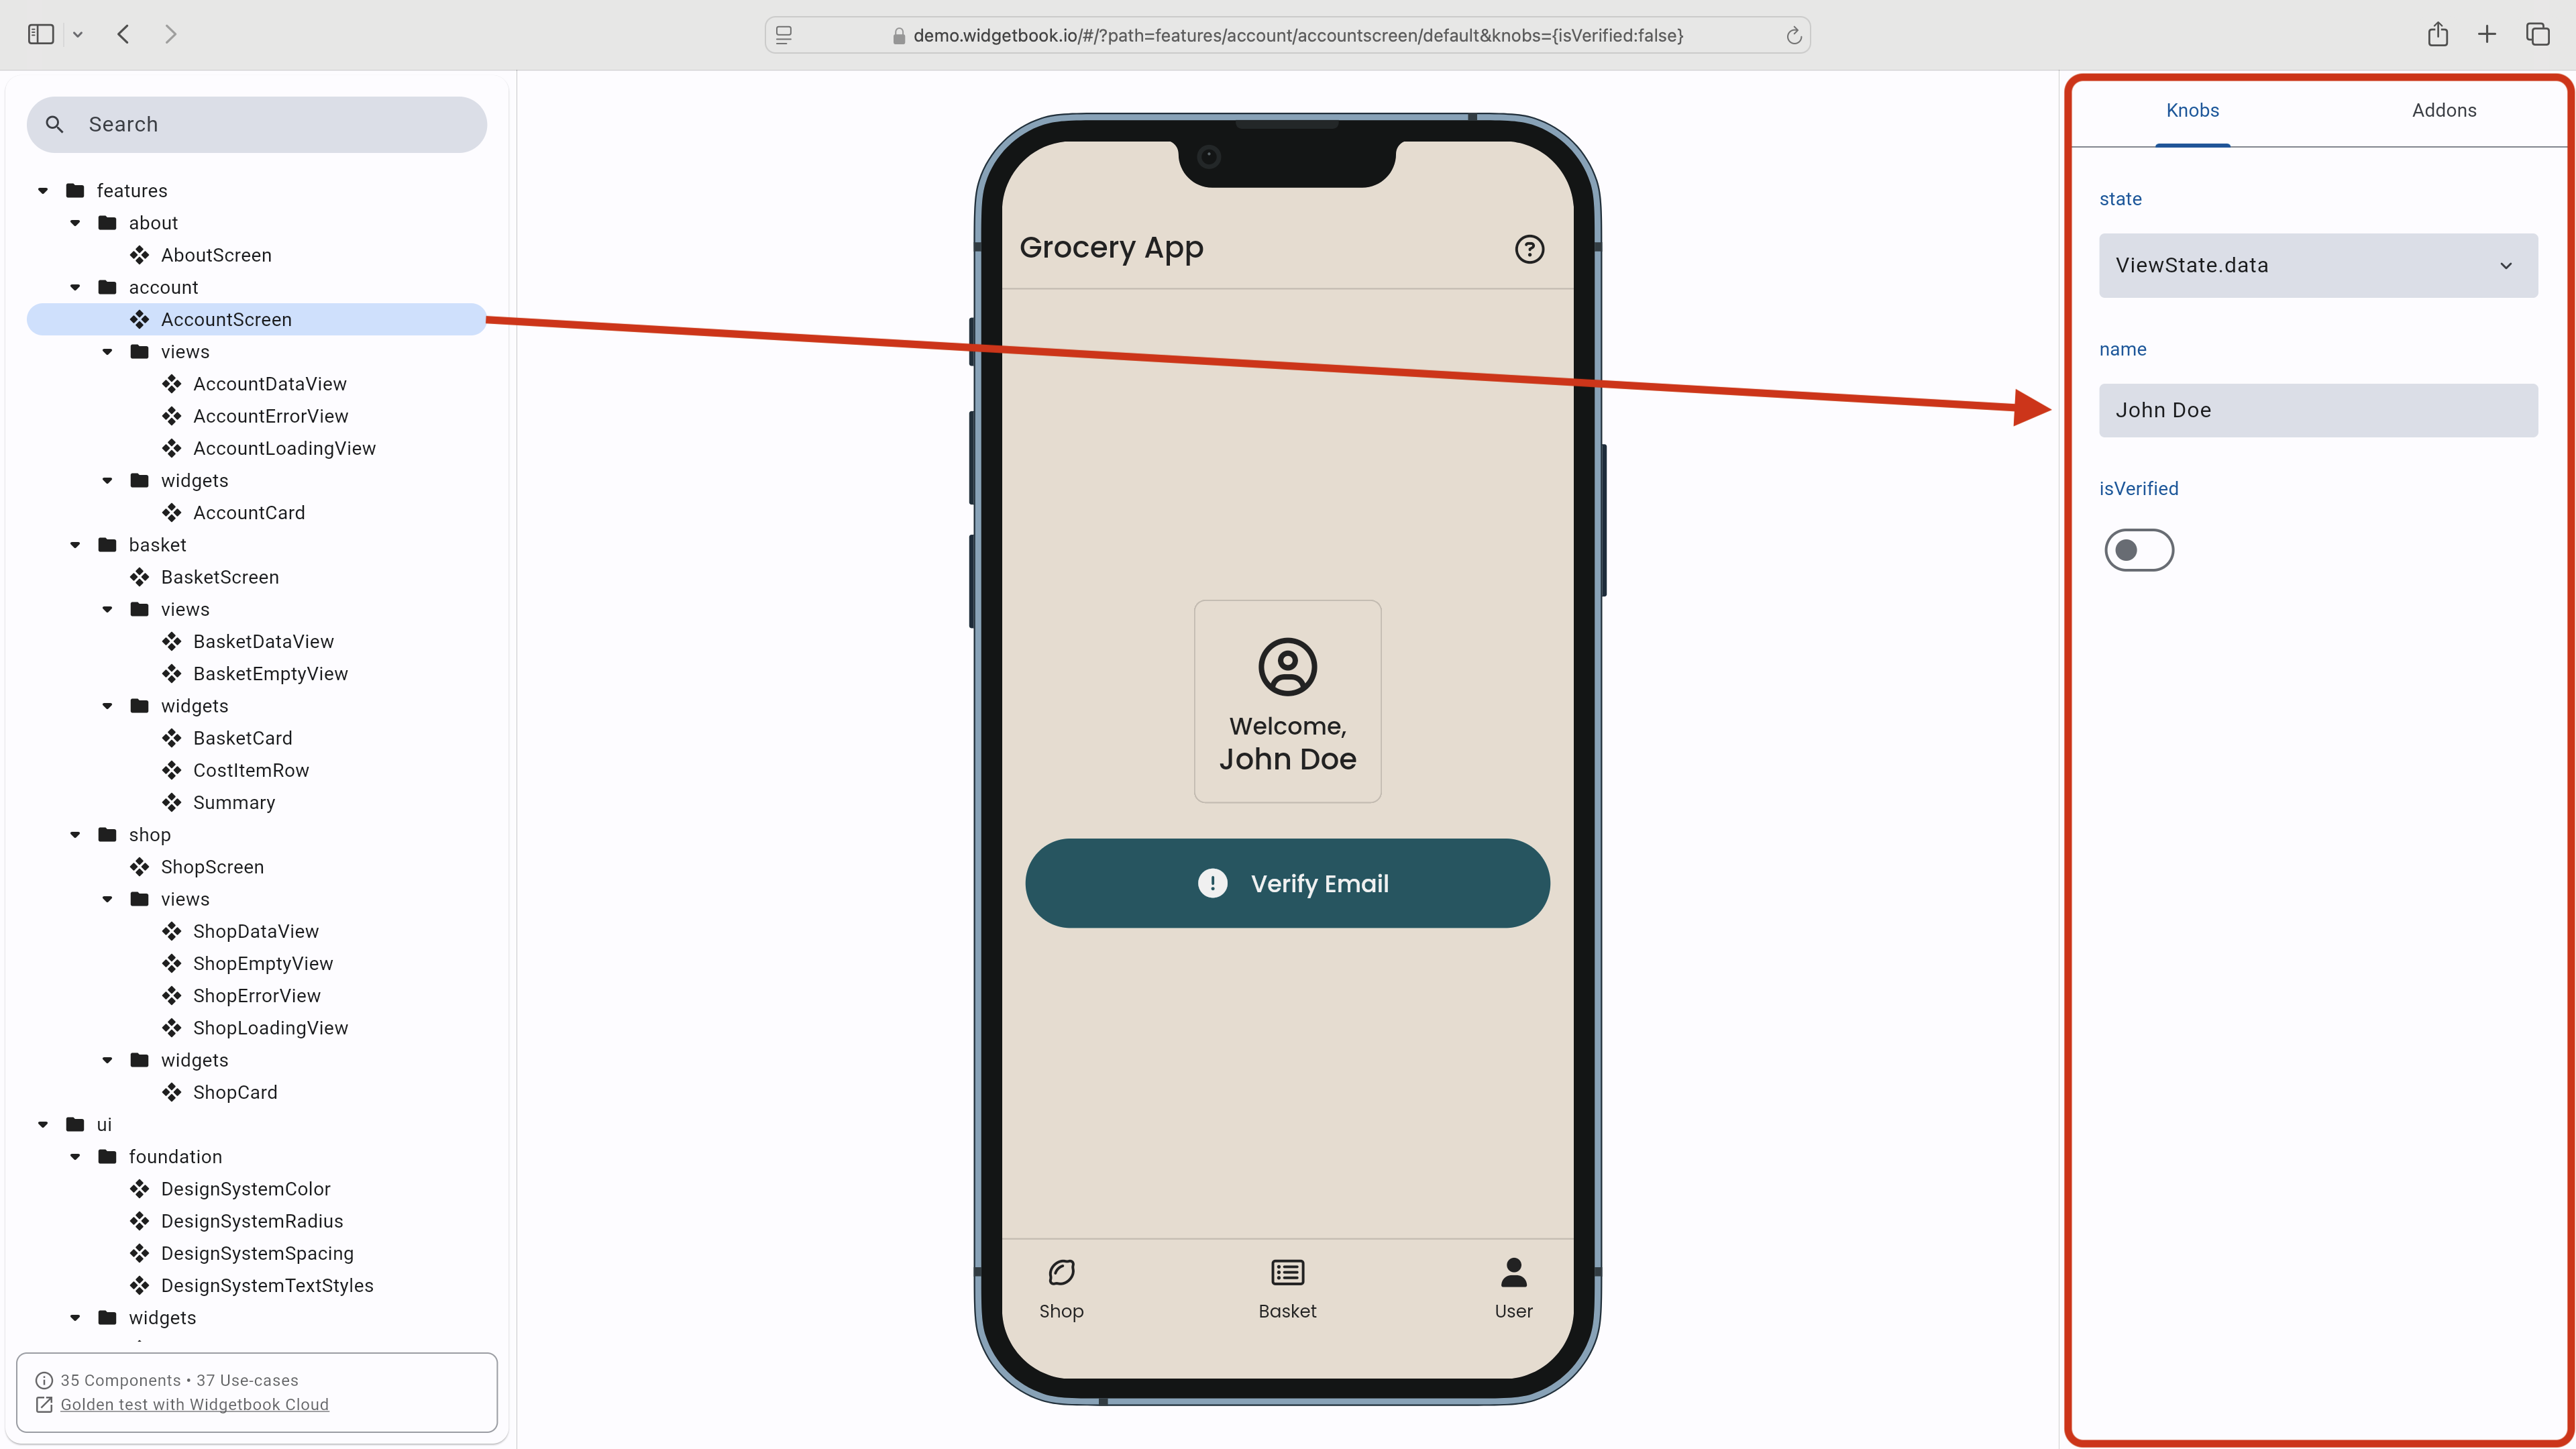 demo.widgetbook.io/#/?path=features/account/accountscreen/default&knobs={isVerified:false}
Search
features
about
AboutScreen
account
AccountScreen
views
AccountDataView
AccountErrorView
AccountLoadingView
widgets
AccountCard
basket
BasketScreen
views
BasketDataView
BasketEmptyView
widgets
BasketCard
CostItemRow
Summary
shop
ShopScreen
views
ShopDataView
ShopEmptyView
ShopErrorView
ShopLoadingView
widgets
ShopCard
ui
foundation
DesignSystemColor
DesignSystemRadius
DesignSystemSpacing
DesignSystemTextStyles
widgets
35 Components • 37 Use-cases
Golden test with Widgetbook Cloud
Grocery App
Welcome,
John Doe
Verify Email
Shop Basket User
Knobs Addons
state
ViewState.data
name
John Doe
isVerified